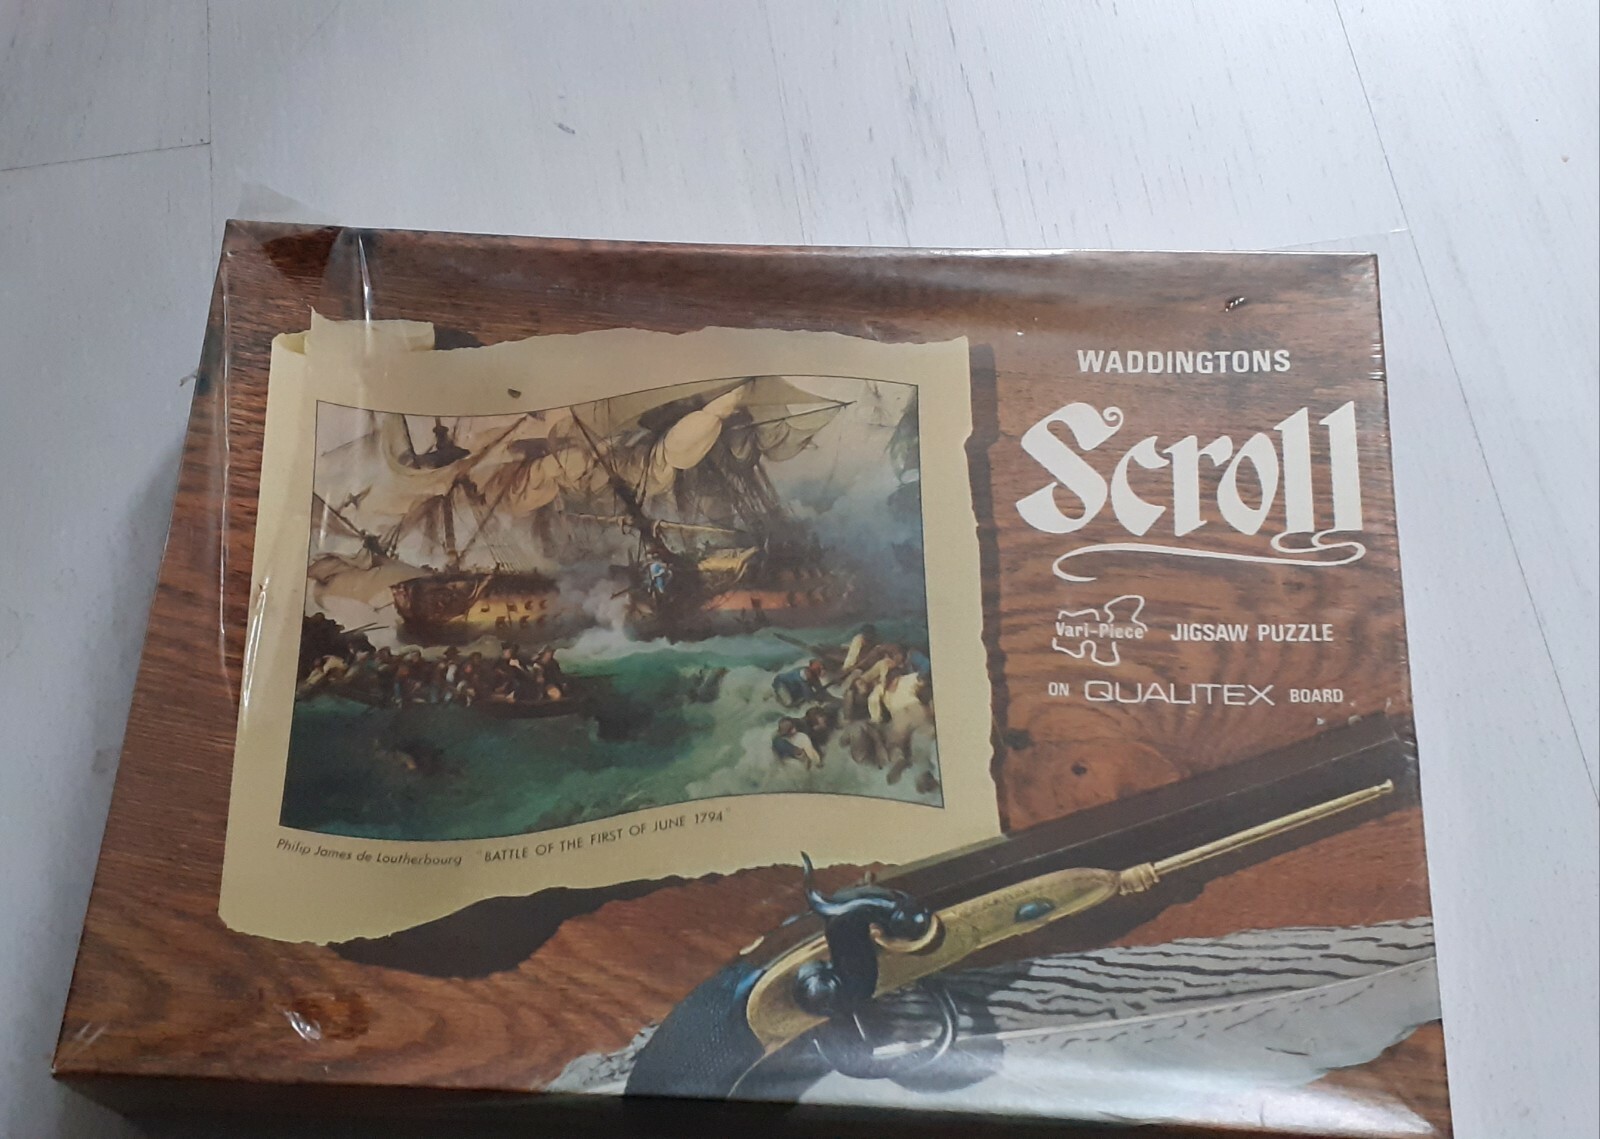 WADDINGTONS
Scroll
Vari-Piece JIGSAW PUZZLE
ON QUALITEX BOARD
Philip James de Loutherbourg "BATTLE OF THE FIRST OF JUNE 1794"